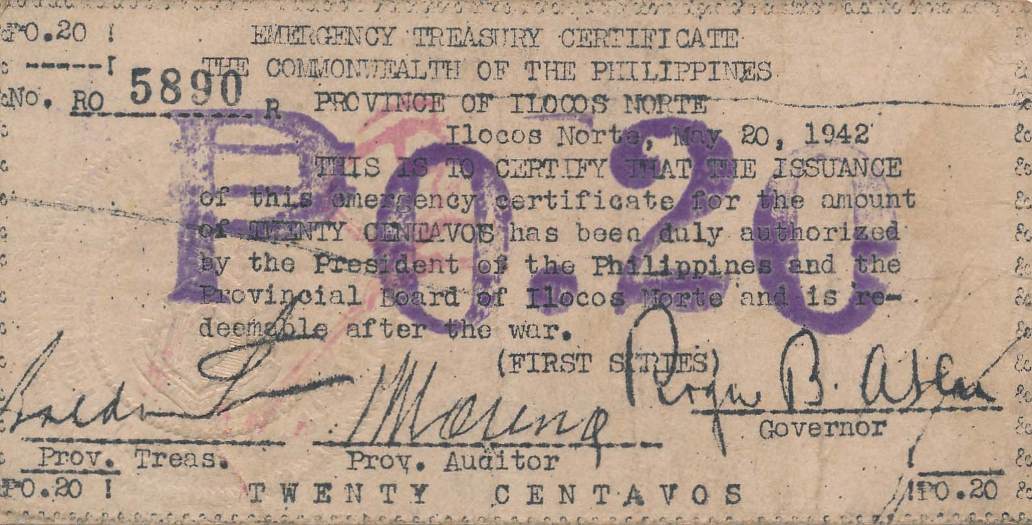 P0.20 ! EMERGENCY TREASURY CERTIFICATE
-----! THE COMMONWEALTH OF THE PHILIPPINES
No. RO 5890 R PROVINCE OF ILOCOS NORTE
Ilocos Norte, May 20, 1942
THIS IS TO CERTIFY THAT THE ISSUANCE
of this emergency certificate for the amount
of TWENTY CENTAVOS has been duly authorized
by the President of the Philippines and the
Provincial Board of Ilocos Norte and is re-
deemable after the war.
P0.20
(FIRST SERIES)
Moreno Roque B. Ablan
Governor
Prov. Treas. Prov. Auditor
P0.20 ! TWENTY CENTAVOS !P0.20